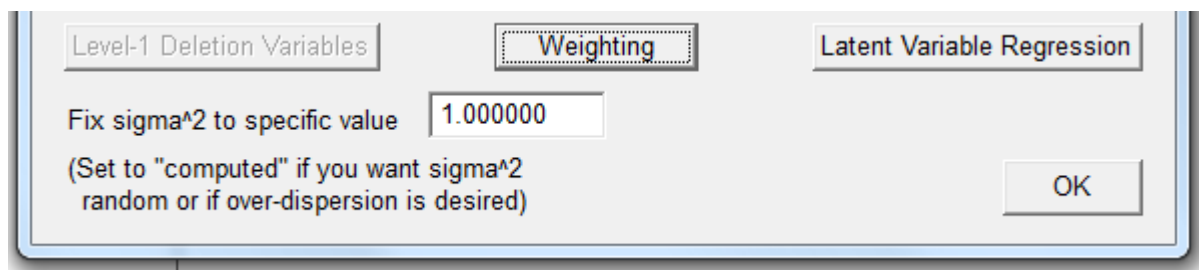 Level-1 Deletion Variables
Weighting
Latent Variable Regression
Fix sigma^2 to specific value
1.000000
(Set to "computed" if you want sigma^2
random or if over-dispersion is desired)
OK